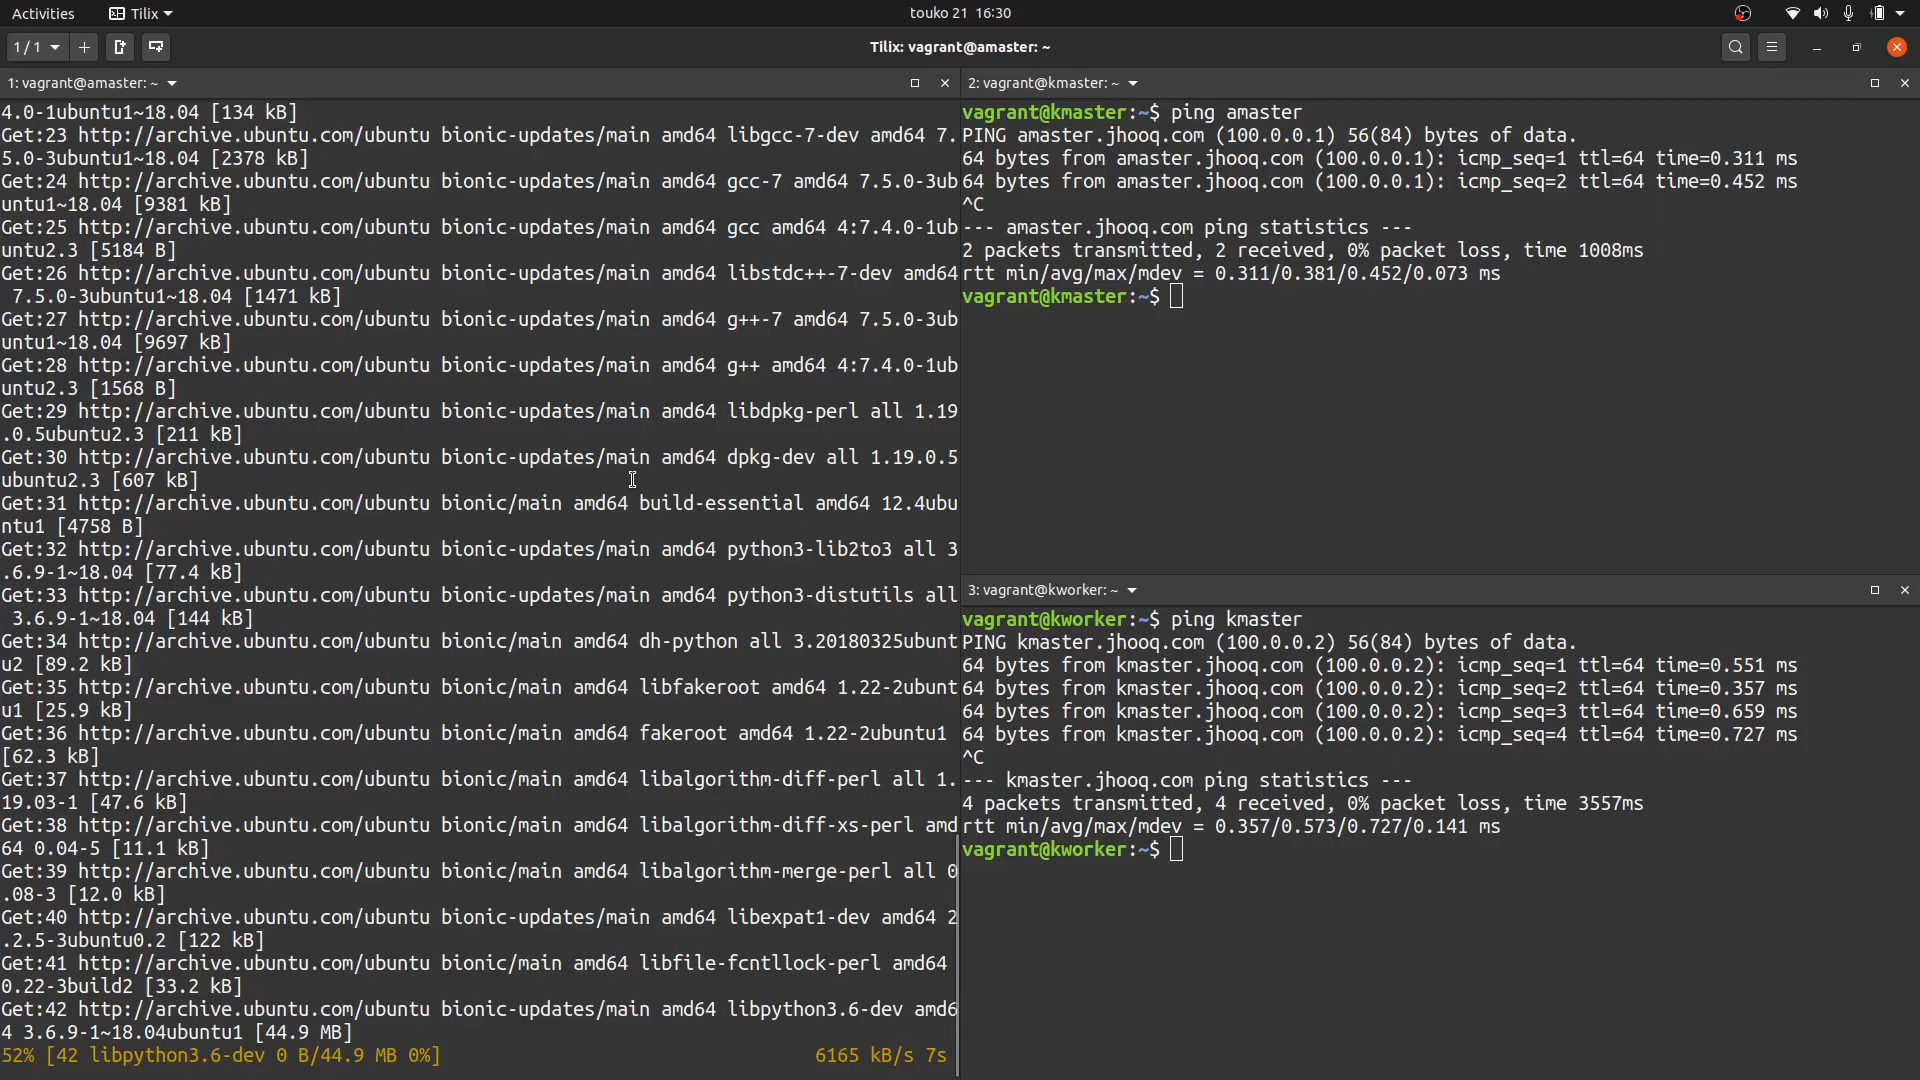 Activities
Tilix
touko 21 16:30
1 / 1
Tilix: vagrant@amaster: ~
1: vagrant@amaster: ~
4.0-1ubuntu1~18.04 [134 kB]
Get:23 http://archive.ubuntu.com/ubuntu bionic-updates/main amd64 libgcc-7-dev amd64 7.
5.0-3ubuntu1~18.04 [2378 kB]
Get:24 http://archive.ubuntu.com/ubuntu bionic-updates/main amd64 gcc-7 amd64 7.5.0-3ub
untu1~18.04 [9381 kB]
Get:25 http://archive.ubuntu.com/ubuntu bionic-updates/main amd64 gcc amd64 4:7.4.0-1ub
untu2.3 [5184 B]
Get:26 http://archive.ubuntu.com/ubuntu bionic-updates/main amd64 libstdc++-7-dev amd64
 7.5.0-3ubuntu1~18.04 [1471 kB]
Get:27 http://archive.ubuntu.com/ubuntu bionic-updates/main amd64 g++-7 amd64 7.5.0-3ub
untu1~18.04 [9697 kB]
Get:28 http://archive.ubuntu.com/ubuntu bionic-updates/main amd64 g++ amd64 4:7.4.0-1ub
untu2.3 [1568 B]
Get:29 http://archive.ubuntu.com/ubuntu bionic-updates/main amd64 libdpkg-perl all 1.19
.0.5ubuntu2.3 [211 kB]
Get:30 http://archive.ubuntu.com/ubuntu bionic-updates/main amd64 dpkg-dev all 1.19.0.5
ubuntu2.3 [607 kB]
Get:31 http://archive.ubuntu.com/ubuntu bionic/main amd64 build-essential amd64 12.4ubu
ntu1 [4758 B]
Get:32 http://archive.ubuntu.com/ubuntu bionic-updates/main amd64 python3-lib2to3 all 3
.6.9-1~18.04 [77.4 kB]
Get:33 http://archive.ubuntu.com/ubuntu bionic-updates/main amd64 python3-distutils all
 3.6.9-1~18.04 [144 kB]
Get:34 http://archive.ubuntu.com/ubuntu bionic/main amd64 dh-python all 3.20180325ubunt
u2 [89.2 kB]
Get:35 http://archive.ubuntu.com/ubuntu bionic/main amd64 libfakeroot amd64 1.22-2ubunt
u1 [25.9 kB]
Get:36 http://archive.ubuntu.com/ubuntu bionic/main amd64 fakeroot amd64 1.22-2ubuntu1
[62.3 kB]
Get:37 http://archive.ubuntu.com/ubuntu bionic/main amd64 libalgorithm-diff-perl all 1.
19.03-1 [47.6 kB]
Get:38 http://archive.ubuntu.com/ubuntu bionic/main amd64 libalgorithm-diff-xs-perl amd
64 0.04-5 [11.1 kB]
Get:39 http://archive.ubuntu.com/ubuntu bionic/main amd64 libalgorithm-merge-perl all 0
.08-3 [12.0 kB]
Get:40 http://archive.ubuntu.com/ubuntu bionic-updates/main amd64 libexpat1-dev amd64 2
.2.5-3ubuntu0.2 [122 kB]
Get:41 http://archive.ubuntu.com/ubuntu bionic/main amd64 libfile-fcntllock-perl amd64
0.22-3build2 [33.2 kB]
Get:42 http://archive.ubuntu.com/ubuntu bionic-updates/main amd64 libpython3.6-dev amd6
4 3.6.9-1~18.04ubuntu1 [44.9 MB]
52% [42 libpython3.6-dev 0 B/44.9 MB 0%] 6165 kB/s 7s
2: vagrant@kmaster: ~
vagrant@kmaster:~$ ping amaster
PING amaster.jhooq.com (100.0.0.1) 56(84) bytes of data.
64 bytes from amaster.jhooq.com (100.0.0.1): icmp_seq=1 ttl=64 time=0.311 ms
64 bytes from amaster.jhooq.com (100.0.0.1): icmp_seq=2 ttl=64 time=0.452 ms
^C
--- amaster.jhooq.com ping statistics ---
2 packets transmitted, 2 received, 0% packet loss, time 1008ms
rtt min/avg/max/mdev = 0.311/0.381/0.452/0.073 ms
vagrant@kmaster:~$
3: vagrant@kworker: ~
vagrant@kworker:~$ ping kmaster
PING kmaster.jhooq.com (100.0.0.2) 56(84) bytes of data.
64 bytes from kmaster.jhooq.com (100.0.0.2): icmp_seq=1 ttl=64 time=0.551 ms
64 bytes from kmaster.jhooq.com (100.0.0.2): icmp_seq=2 ttl=64 time=0.357 ms
64 bytes from kmaster.jhooq.com (100.0.0.2): icmp_seq=3 ttl=64 time=0.659 ms
64 bytes from kmaster.jhooq.com (100.0.0.2): icmp_seq=4 ttl=64 time=0.727 ms
^C
--- kmaster.jhooq.com ping statistics ---
4 packets transmitted, 4 received, 0% packet loss, time 3557ms
rtt min/avg/max/mdev = 0.357/0.573/0.727/0.141 ms
vagrant@kworker:~$